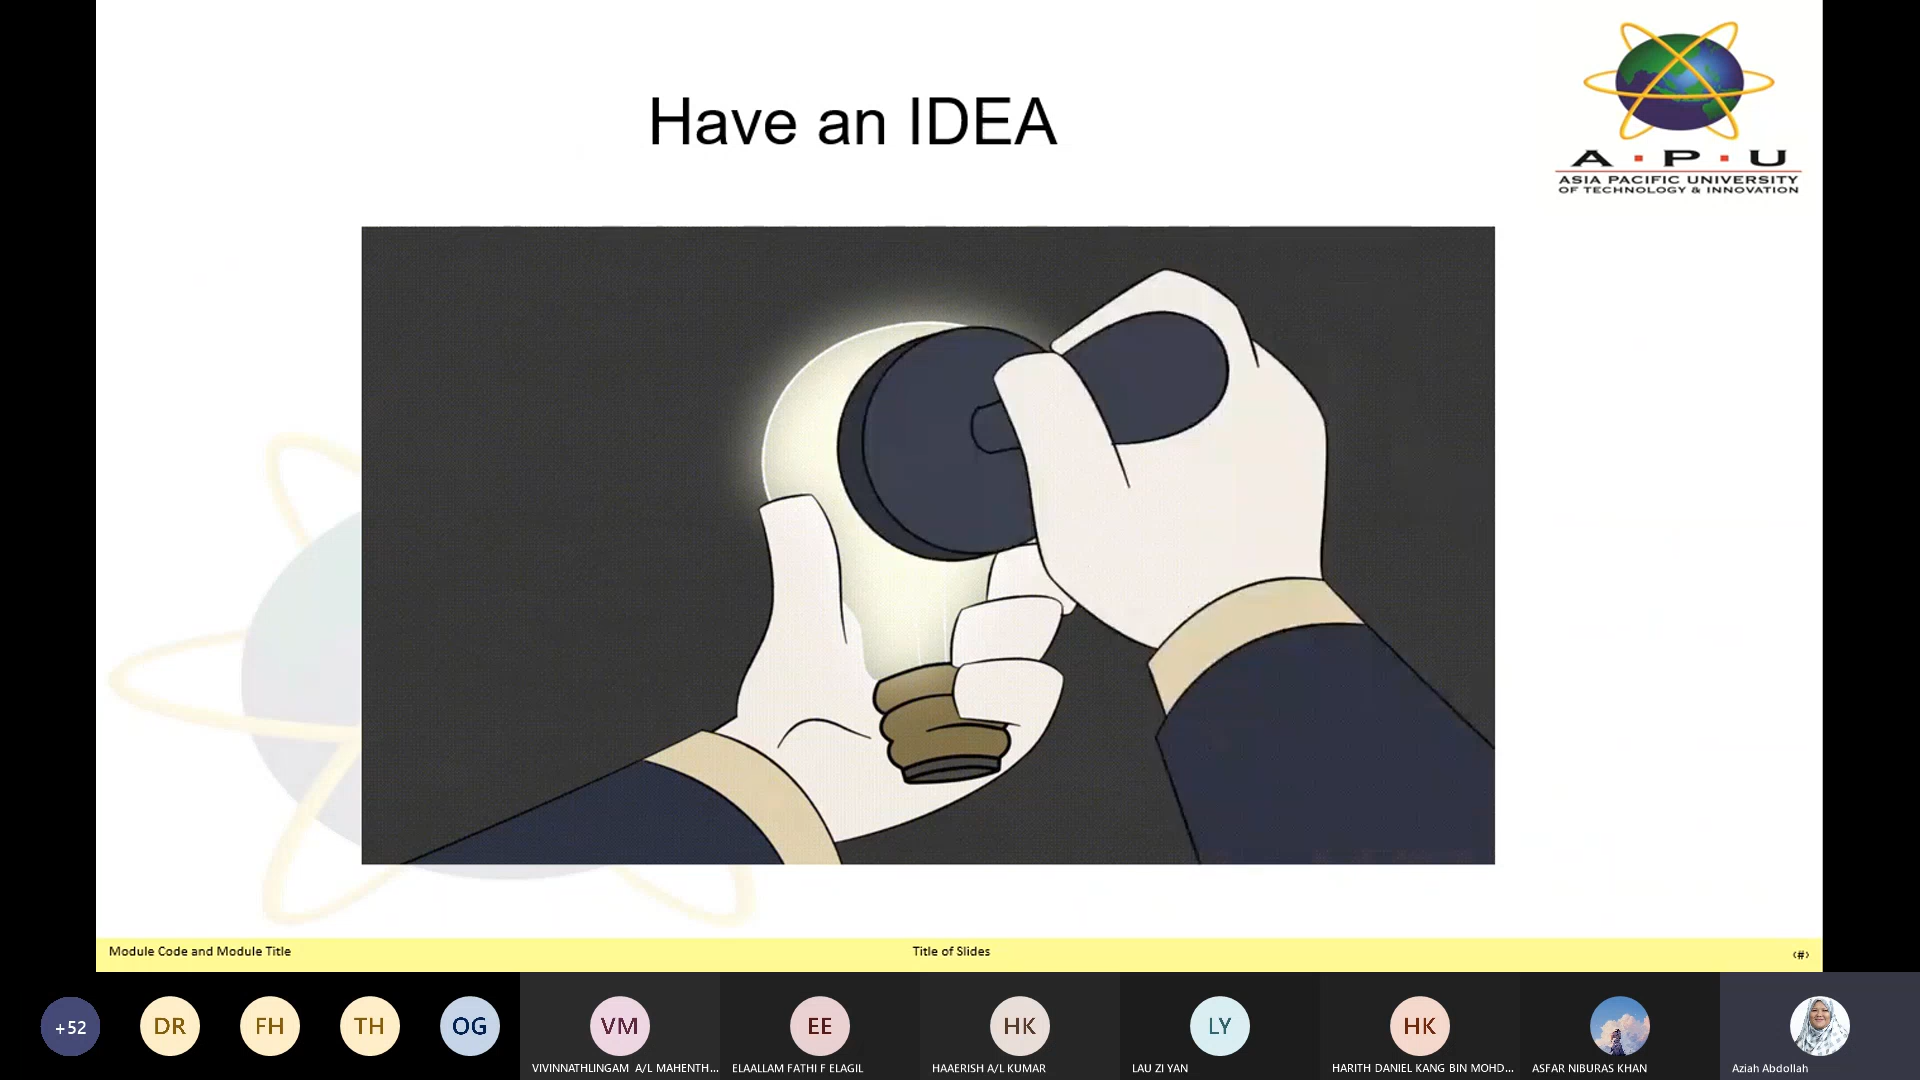 Have an IDEA
A·P·U
ASIA PACIFIC UNIVERSITY
OF TECHNOLOGY & INNOVATION
Module Code and Module Title
Title of Slides
‹#›
+52
DR
FH
TH
OG
VM
EE
HK
LY
HK
VIVINNATHLINGAM A/L MAHENTH...
ELAALLAM FATHI F ELAGIL
HAAERISH A/L KUMAR
LAU ZI YAN
HARITH DANIEL KANG BIN MOHD...
ASFAR NIBURAS KHAN
Aziah Abdollah